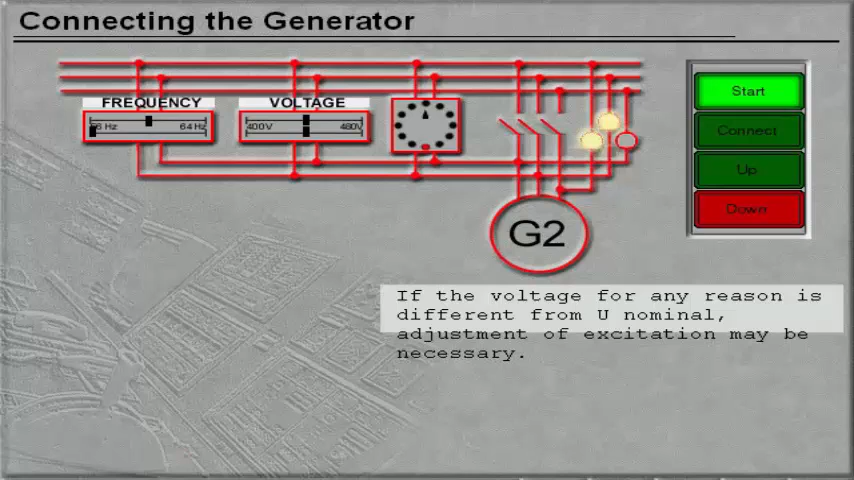 Connecting the Generator
FREQUENCY
VOLTAGE
Hz
64 Hz
400V
480V
Start
Connect
Up
Down
G2
If the voltage for any reason is
different from U nominal,
adjustment of excitation may be
necessary.